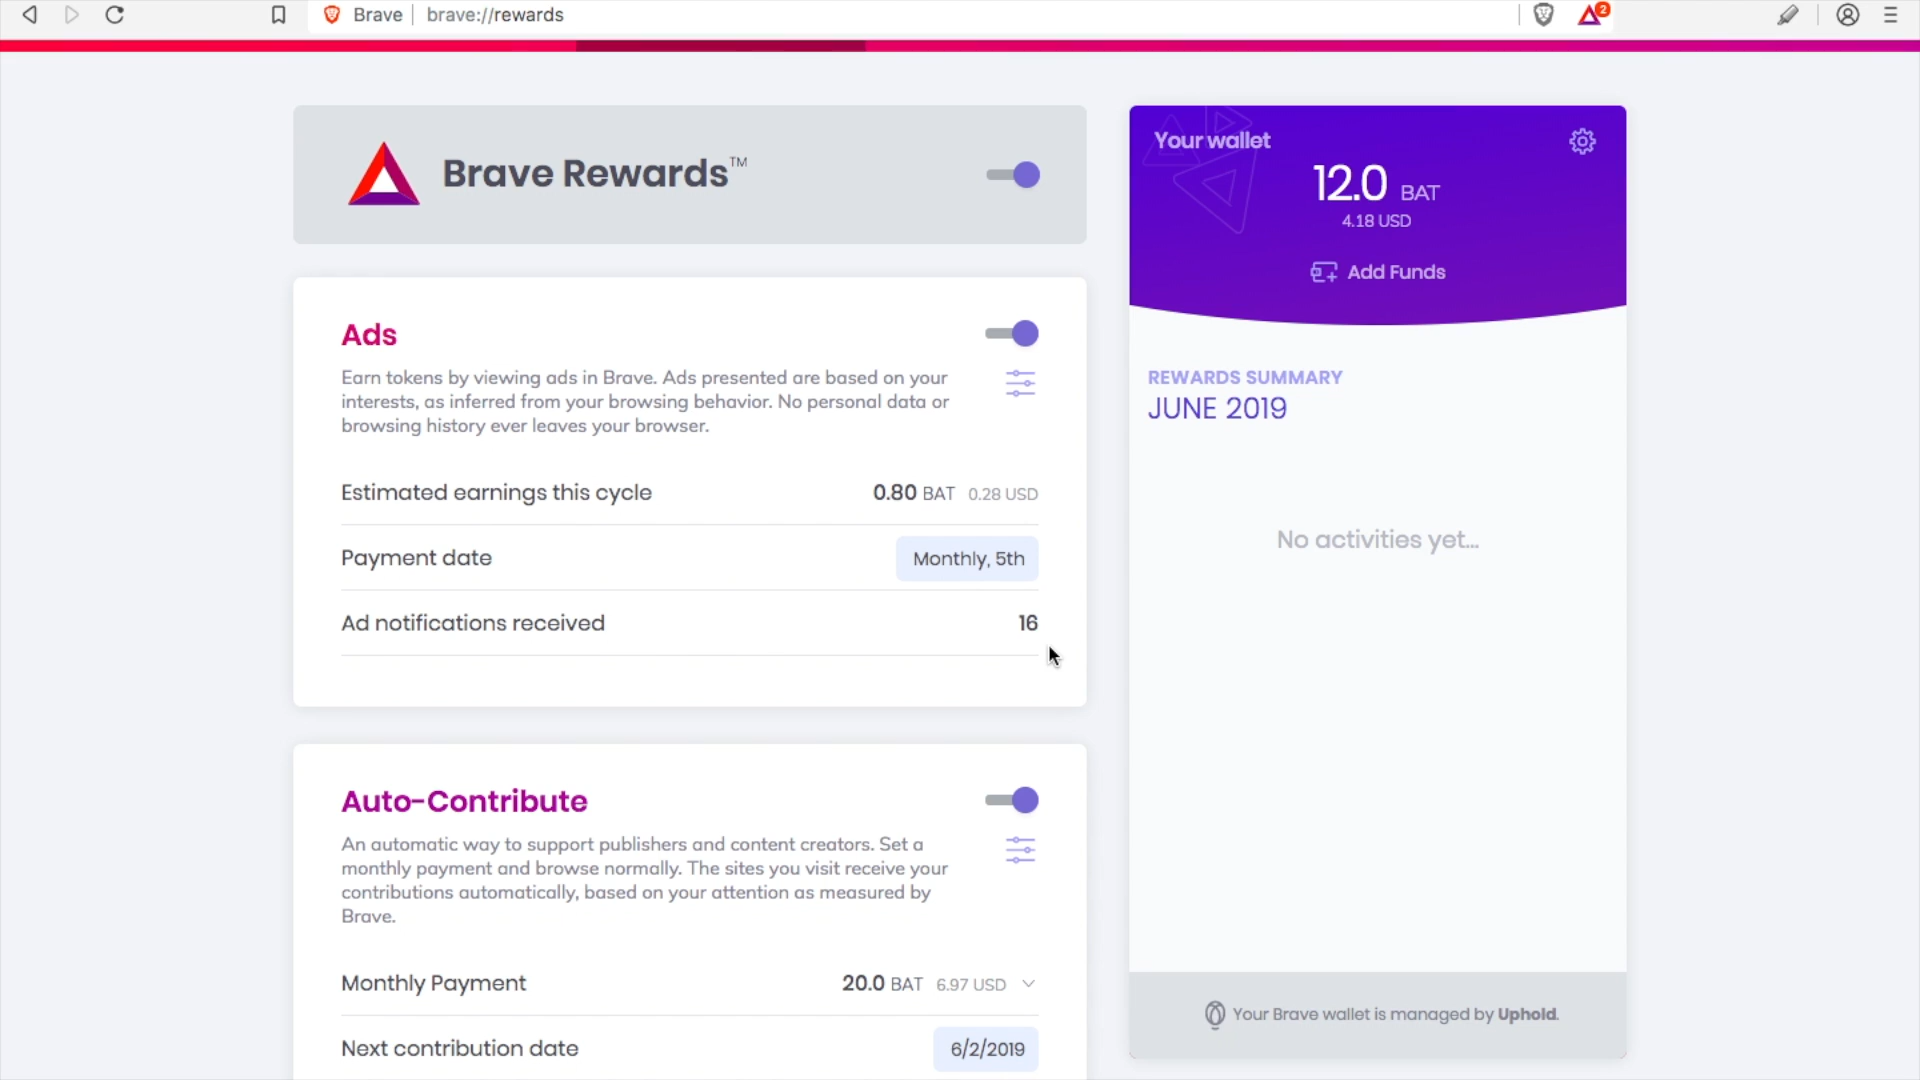 Brave
brave://rewards
2
Brave Rewards™
Ads
Earn tokens by viewing ads in Brave. Ads presented are based on your
interests, as inferred from your browsing behavior. No personal data or
browsing history ever leaves your browser.
Estimated earnings this cycle 0.80 BAT 0.28 USD
Payment date Monthly, 5th
Ad notifications received 16
Auto-Contribute
An automatic way to support publishers and content creators. Set a
monthly payment and browse normally. The sites you visit receive your
contributions automatically, based on your attention as measured by
Brave.
Monthly Payment 20.0 BAT 6.97 USD
Next contribution date 6/2/2019
Your wallet
12.0 BAT
4.18 USD
Add Funds
REWARDS SUMMARY
JUNE 2019
No activities yet...
Your Brave wallet is managed by Uphold.